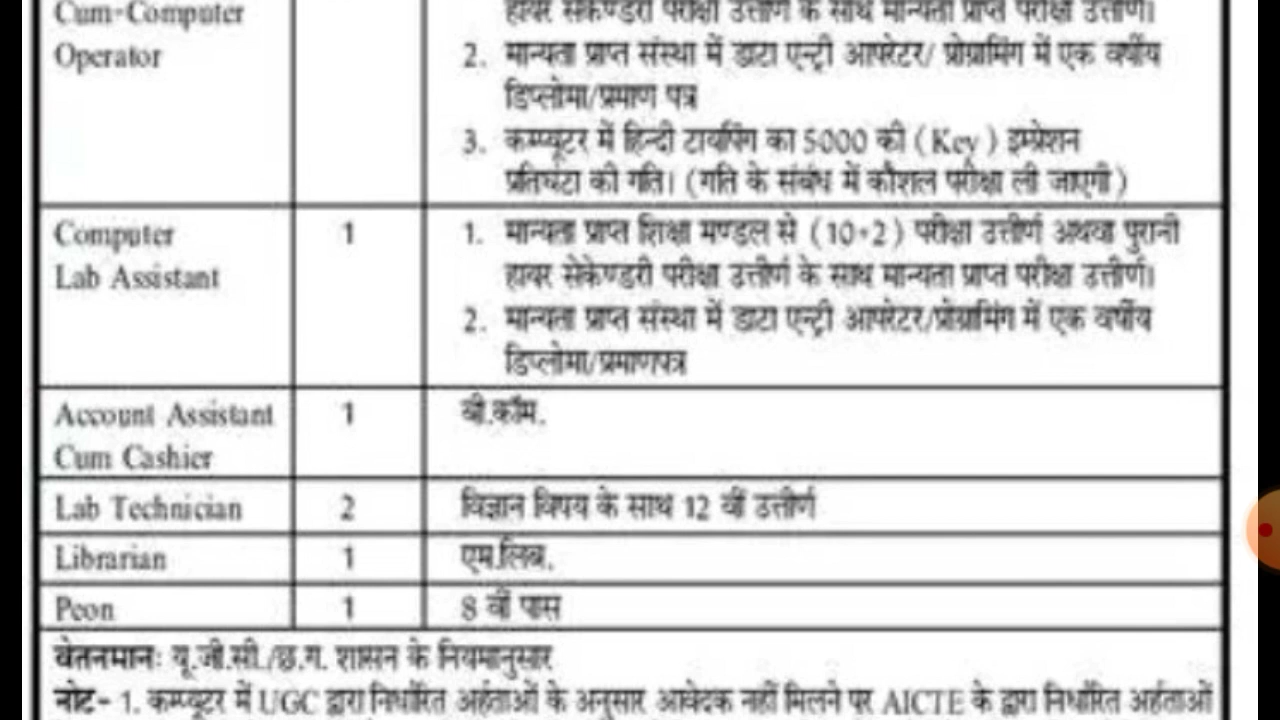 Cum-Computer
हायर सेकेण्डरी परीक्षा उत्तीर्ण के साथ मान्यता प्राप्त परीक्षा उत्तीर्ण।
Operator
2. मान्यता प्राप्त संस्था में डाटा एन्ट्री आपरेटर/ प्रोग्रामिंग में एक वर्षीय
डिप्लोमा/प्रमाण पत्र
3. कम्प्यूटर में हिन्दी टायपिंग का 5000 की (Key) इम्प्रेशन
प्रतिघंटा की गति। (गति के संबंध में कौशल परीक्षा ली जाएगी)
Computer
Lab Assistant
1
1. मान्यता प्राप्त शिक्षा मण्डल से (10+2) परीक्षा उत्तीर्ण अथवा पुरानी
हायर सेकेण्डरी परीक्षा उत्तीर्ण के साथ मान्यता प्राप्त परीक्षा उत्तीर्ण।
2. मान्यता प्राप्त संस्था में डाटा एन्ट्री आपरेटर/प्रोग्रामिंग में एक वर्षीय
डिप्लोमा/प्रमाणपत्र
Account Assistant
Cum Cashier
1
बी.कॉम.
Lab Technician 2 विज्ञान विषय के साथ 12 वीं उत्तीर्ण
Librarian 1 एम.लिब.
Peon 1 8 वीं पास
वेतनमानः यू.जी.सी./छ.ग. शासन के नियमानुसार
नोट- 1. कम्प्यूटर में UGC द्वारा निर्धारित अर्हताओं के अनुसार आवेदक नहीं मिलने पर AICTE के द्वारा निर्धारित अर्हताओं